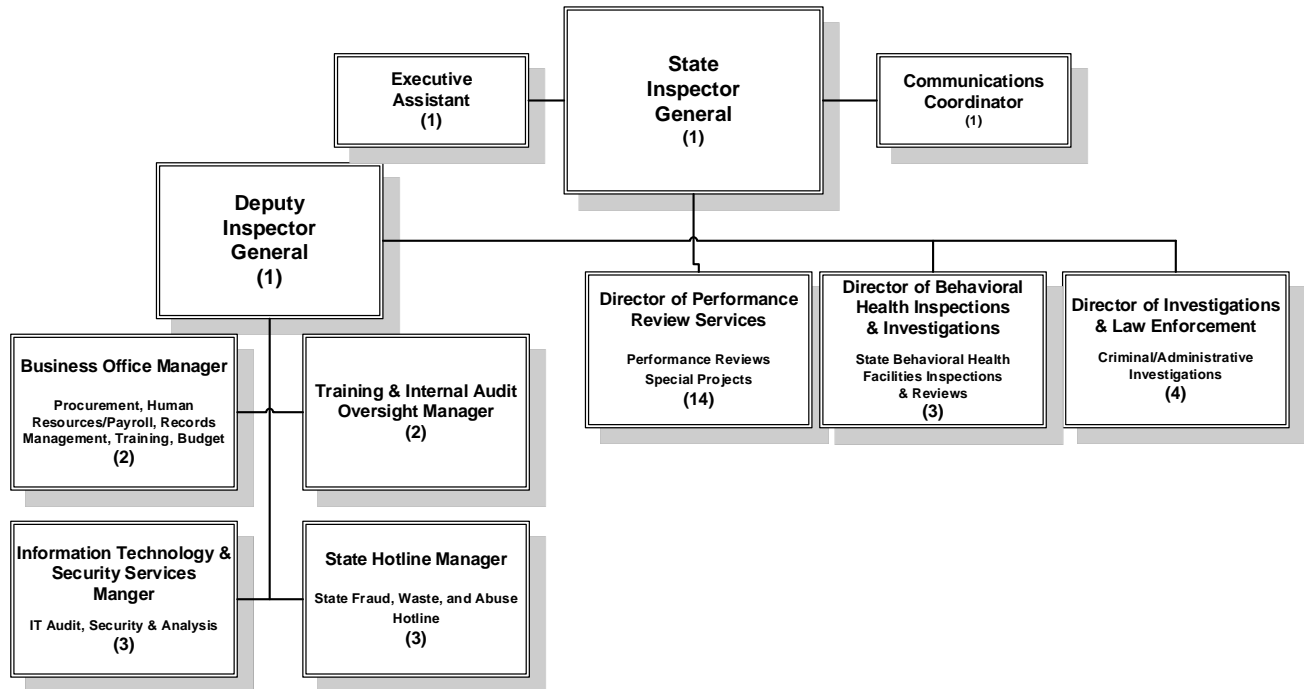 Executive
Assistant
(1)
State
Inspector
General
(1)
Communications
Coordinator
(1)
Deputy
Inspector
General
(1)
Director of Performance
Review Services
Performance Reviews
Special Projects
(14)
Director of Behavioral
Health Inspections
& Investigations
State Behavioral Health
Facilities Inspections
& Reviews
(3)
Director of Investigations
& Law Enforcement
Criminal/Administrative
Investigations
(4)
Business Office Manager
Procurement, Human
Resources/Payroll, Records
Management, Training, Budget
(2)
Training & Internal Audit
Oversight Manager
(2)
Information Technology &
Security Services
Manger
IT Audit, Security & Analysis
(3)
State Hotline Manager
State Fraud, Waste, and Abuse
Hotline
(3)